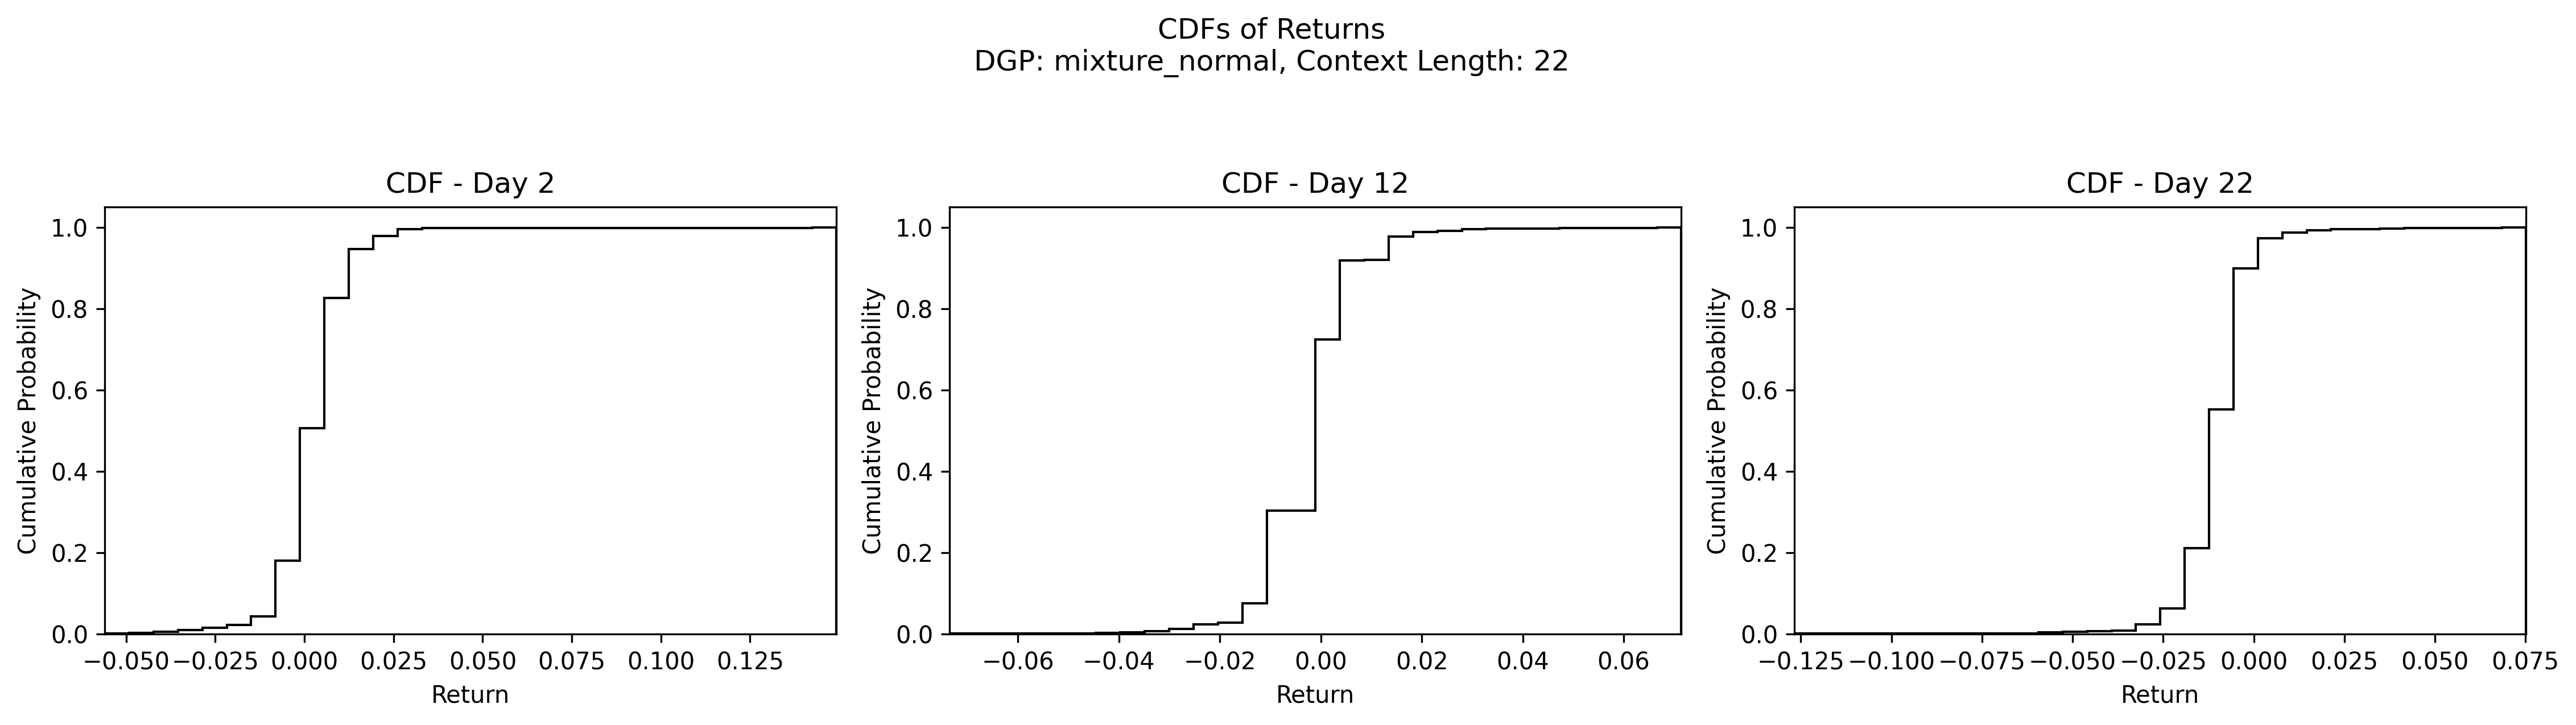 CDFs of Returns
DGP: mixture_normal, Context Length: 22
CDF - Day 2
1.0
0.8
0.6
0.4
0.2
0.0
Cumulative Probability
−0.050 −0.025 0.000 0.025 0.050 0.075 0.100 0.125
Return
CDF - Day 12
1.0
0.8
0.6
0.4
0.2
0.0
Cumulative Probability
−0.06 −0.04 −0.02 0.00 0.02 0.04 0.06
Return
CDF - Day 22
1.0
0.8
0.6
0.4
0.2
0.0
Cumulative Probability
−0.125 −0.100 −0.075 −0.050 −0.025 0.000 0.025 0.050 0.075
Return